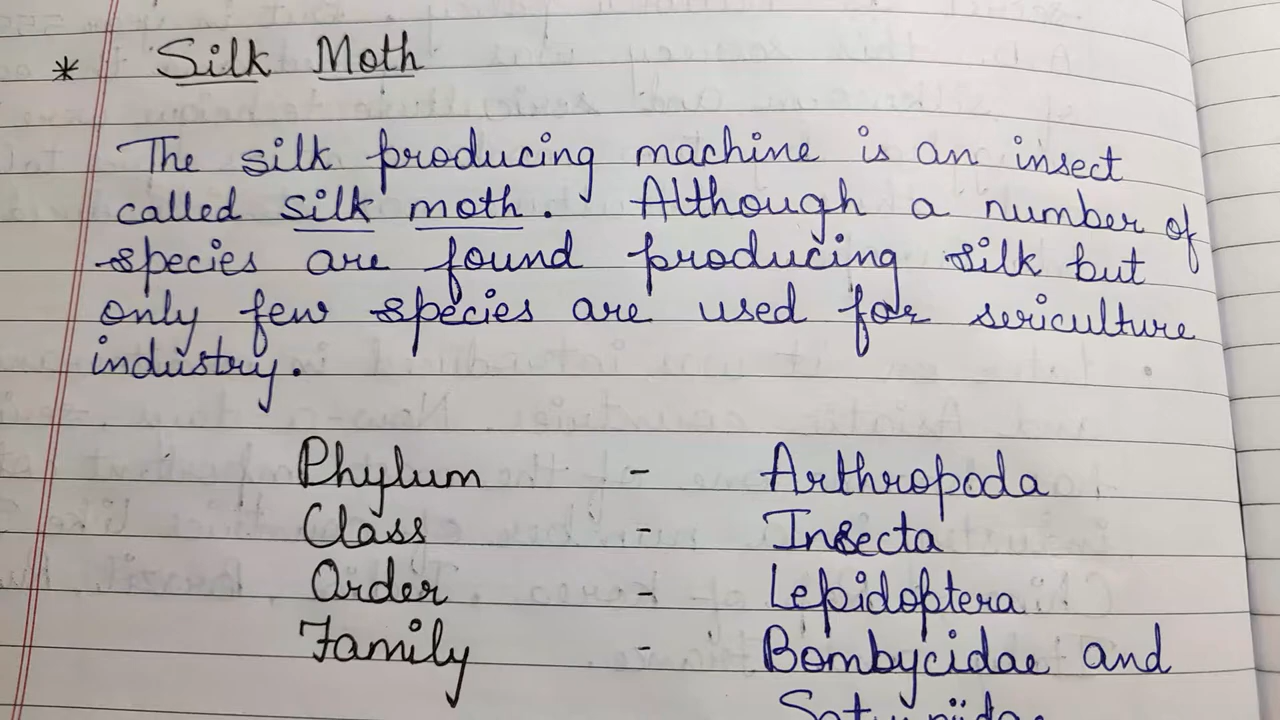 * Silk Moth
The silk producing machine is an insect
called silk moth. Although a number of
species are found producing silk but
only few species are used for sericulture
industry.
Phylum - Arthropoda
Class - Insecta
Order - Lepidoptera
Family - Bombycidae and